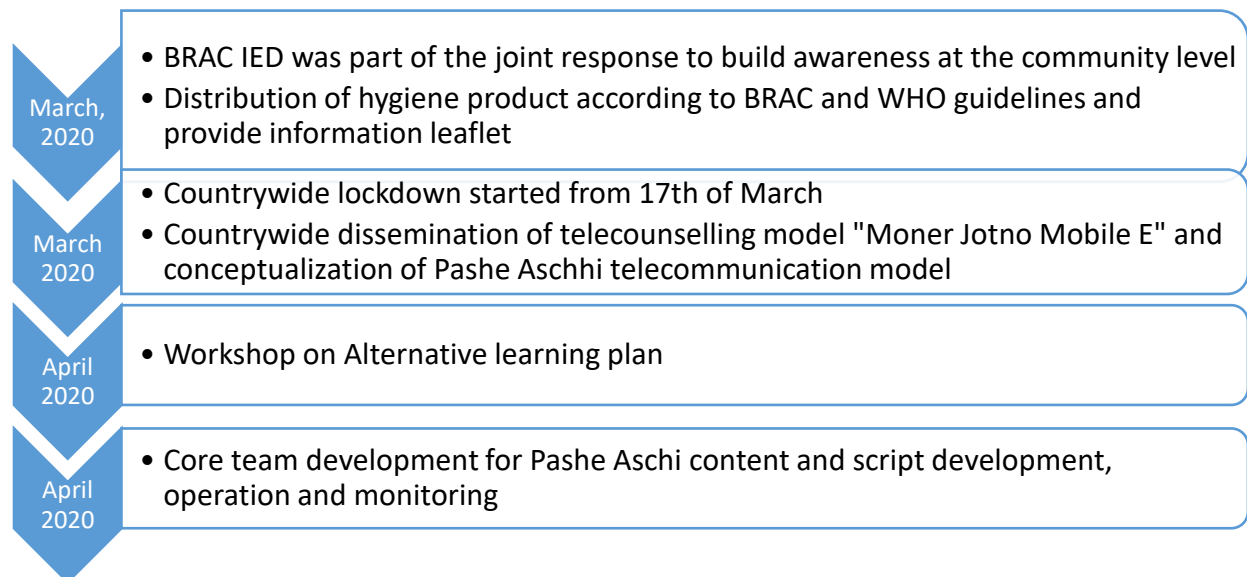 March,
2020
• BRAC IED was part of the joint response to build awareness at the community level
• Distribution of hygiene product according to BRAC and WHO guidelines and
provide information leaflet
March
2020
• Countrywide lockdown started from 17th of March
• Countrywide dissemination of telecounselling model "Moner Jotno Mobile E" and
conceptualization of Pashe Aschhi telecommunication model
April
2020
• Workshop on Alternative learning plan
April
2020
• Core team development for Pashe Aschi content and script development,
operation and monitoring